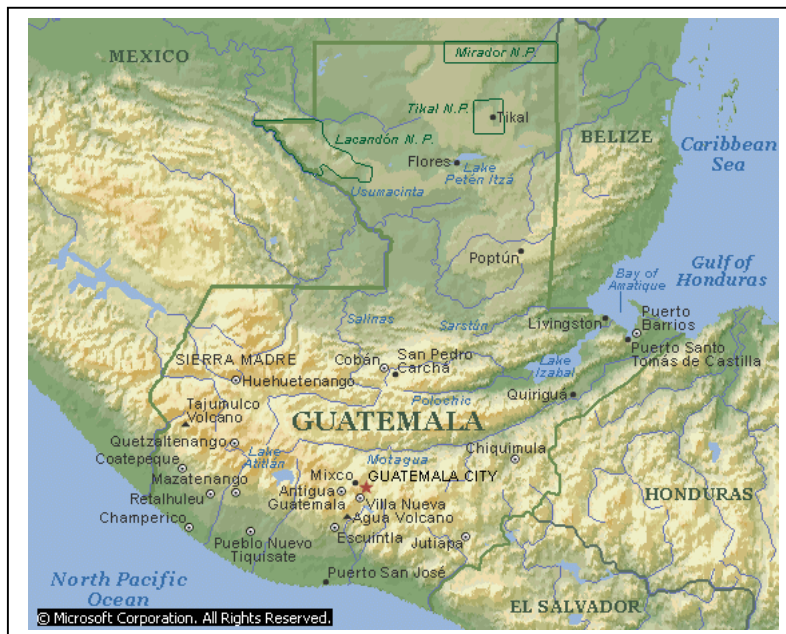 MEXICO
Mirador N.P.
Tikal N.P.
Tikal
BELIZE
Caribbean
Sea
Lacandón N.P.
Flores
Lake
Petén Itzá
Usumacinta
Poptún
Gulf of
Honduras
Bay of
Amatique
Salinas
Sarstún
Livingston
Puerto
Barrios
Puerto Santo
Tomás de Castilla
SIERRA MADRE
Cobán
San Pedro
Carchá
Lake
Izabal
Huehuetenango
Polochic
Quiriguá
Tajumulco
Volcano
GUATEMALA
Quetzaltenango
Coatepeque
Lake
Atitlán
Motagua
Chiquimula
Mazatenango
Mixco
GUATEMALA CITY
Retalhuleu
Antigua
Guatemala
Villa Nueva
HONDURAS
Champerico
Agua Volcano
Pueblo Nuevo
Tiquisate
Escuintla
Jutiapa
Puerto San José
North Pacific
Ocean
EL SALVADOR
© Microsoft Corporation. All Rights Reserved.